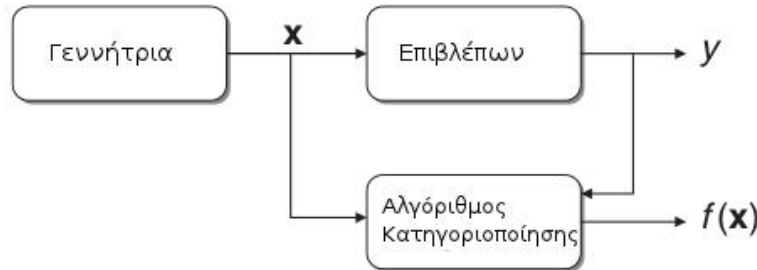 Γεννήτρια
x
Επιβλέπων
y
Αλγόριθμος
Κατηγοριοποίησης
f(x)